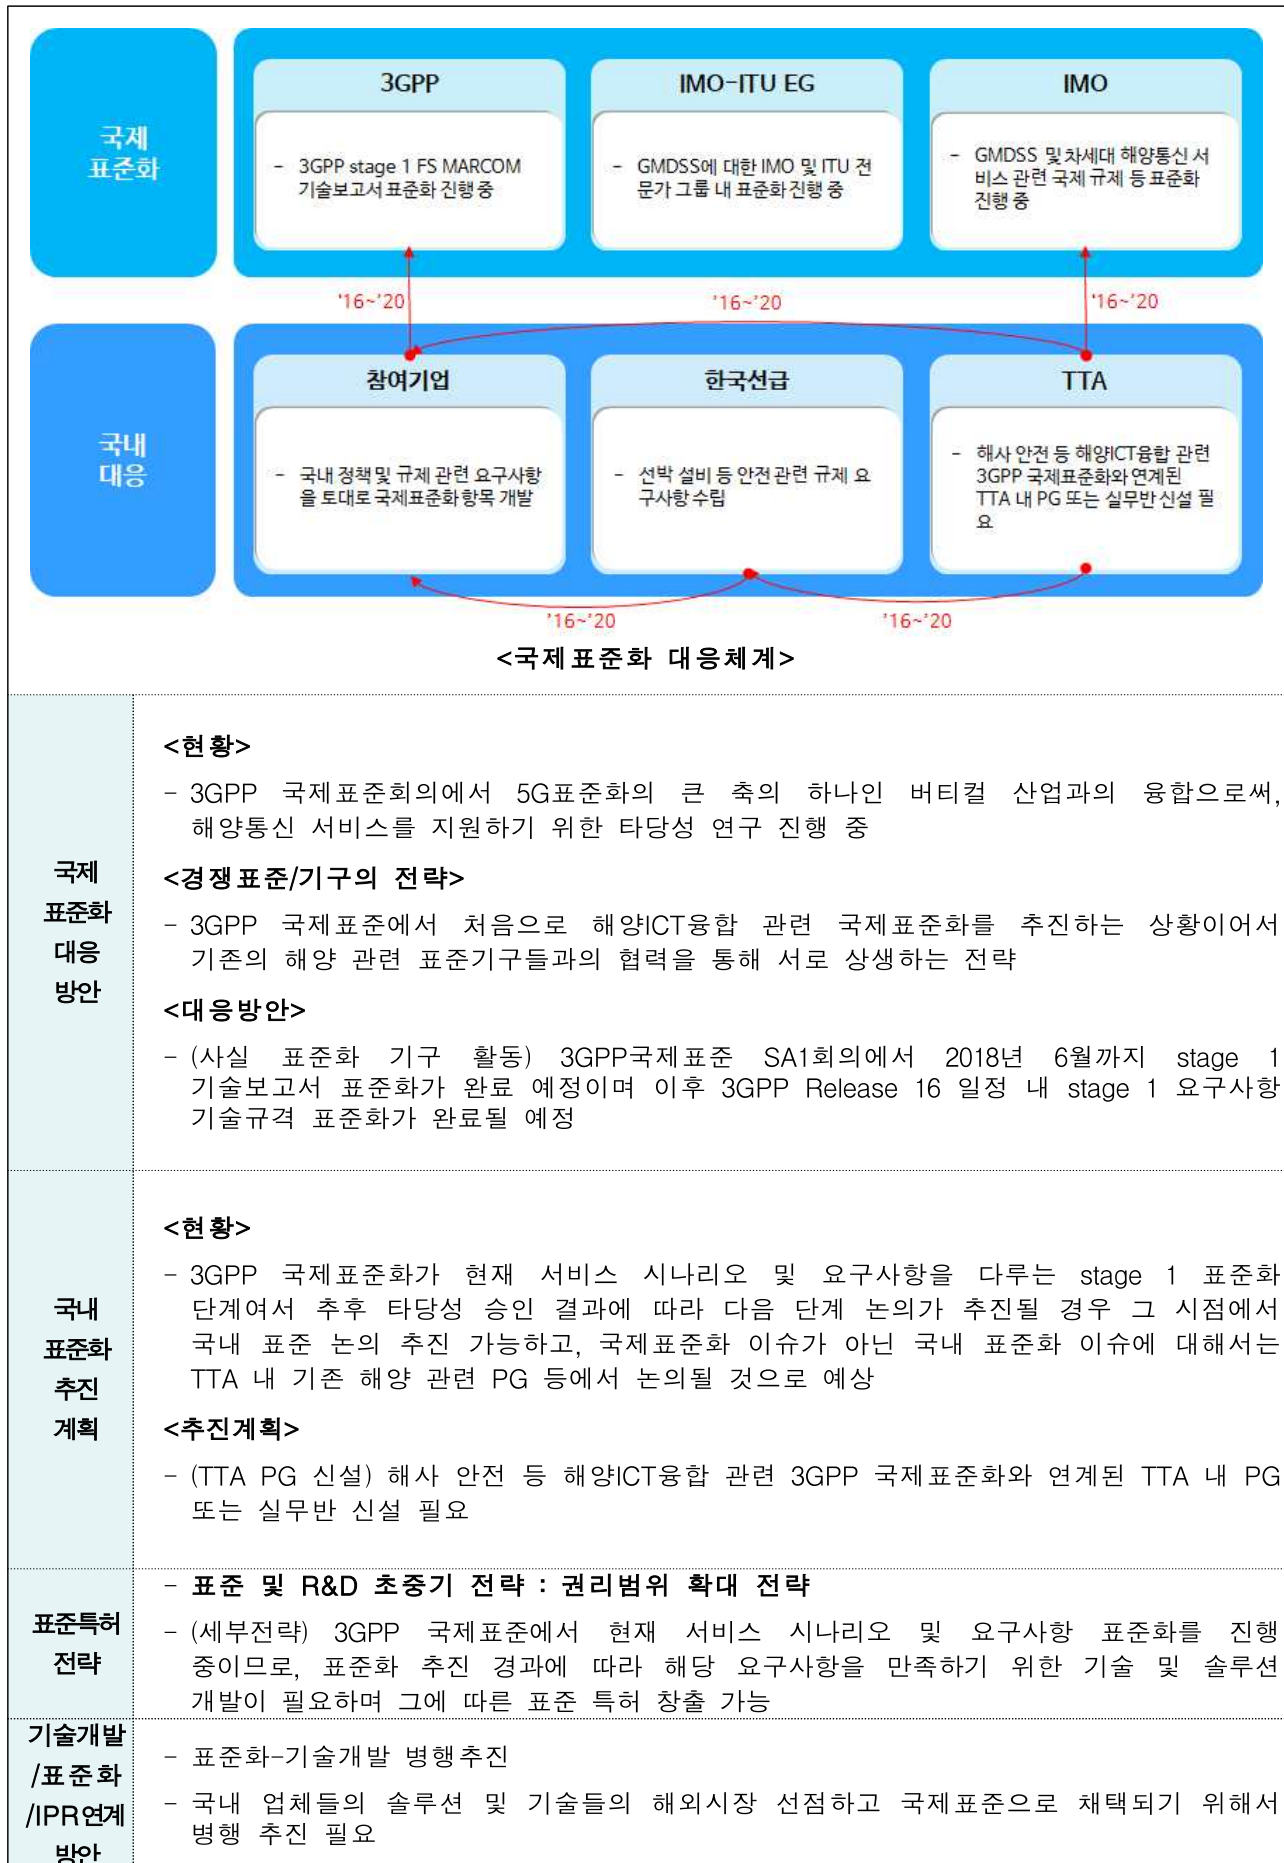 국제
표준화
3GPP
- 3GPP stage 1 FS MARCOM
기술보고서 표준화 진행 중
IMO-ITU EG
- GMDSS에 대한 IMO 및 ITU 전
문가 그룹 내 표준화 진행 중
IMO
- GMDSS 및 차세대 해양통신 서
비스 관련 국제 규제 등 표준화
진행 중
'16~'20
'16~'20
'16~'20
국내
대응
참여기업
- 국내 정책 및 규제 관련 요구사항
을 토대로 국제표준화 항목 개발
한국선급
- 선박 설비 등 안전 관련 규제 요
구사항 수립
TTA
- 해사 안전 등 해양ICT융합 관련
3GPP 국제표준화와 연계된
TTA 내 PG 또는 실무반 신설 필
요
'16~'20
'16~'20
<국제표준화 대응체계>
국제
표준화
대응
방안
<현황>
- 3GPP 국제표준회의에서 5G표준화의 큰 축의 하나인 버티컬 산업과의 융합으로써,
해양통신 서비스를 지원하기 위한 타당성 연구 진행 중
<경쟁표준/기구의 전략>
- 3GPP 국제표준에서 처음으로 해양ICT융합 관련 국제표준화를 추진하는 상황이어서
기존의 해양 관련 표준기구들과의 협력을 통해 서로 상생하는 전략
<대응방안>
- (사실 표준화 기구 활동) 3GPP국제표준 SA1회의에서 2018년 6월까지 stage 1
기술보고서 표준화가 완료 예정이며 이후 3GPP Release 16 일정 내 stage 1 요구사항
기술규격 표준화가 완료될 예정
국내
표준화
추진
계획
<현황>
- 3GPP 국제표준화가 현재 서비스 시나리오 및 요구사항을 다루는 stage 1 표준화
단계여서 추후 타당성 승인 결과에 따라 다음 단계 논의가 추진될 경우 그 시점에서
국내 표준 논의 추진 가능하고, 국제표준화 이슈가 아닌 국내 표준화 이슈에 대해서는
TTA 내 기존 해양 관련 PG 등에서 논의될 것으로 예상
<추진계획>
- (TTA PG 신설) 해사 안전 등 해양ICT융합 관련 3GPP 국제표준화와 연계된 TTA 내 PG
또는 실무반 신설 필요
표준특허
전략
- 표준 및 R&D 초중기 전략 : 권리범위 확대 전략
- (세부전략) 3GPP 국제표준에서 현재 서비스 시나리오 및 요구사항 표준화를 진행
중이므로, 표준화 추진 경과에 따라 해당 요구사항을 만족하기 위한 기술 및 솔루션
개발이 필요하며 그에 따른 표준 특허 창출 가능
기술개발
/표준화
/IPR연계
방안
- 표준화-기술개발 병행추진
- 국내 업체들의 솔루션 및 기술들의 해외시장 선점하고 국제표준으로 채택되기 위해서
병행 추진 필요